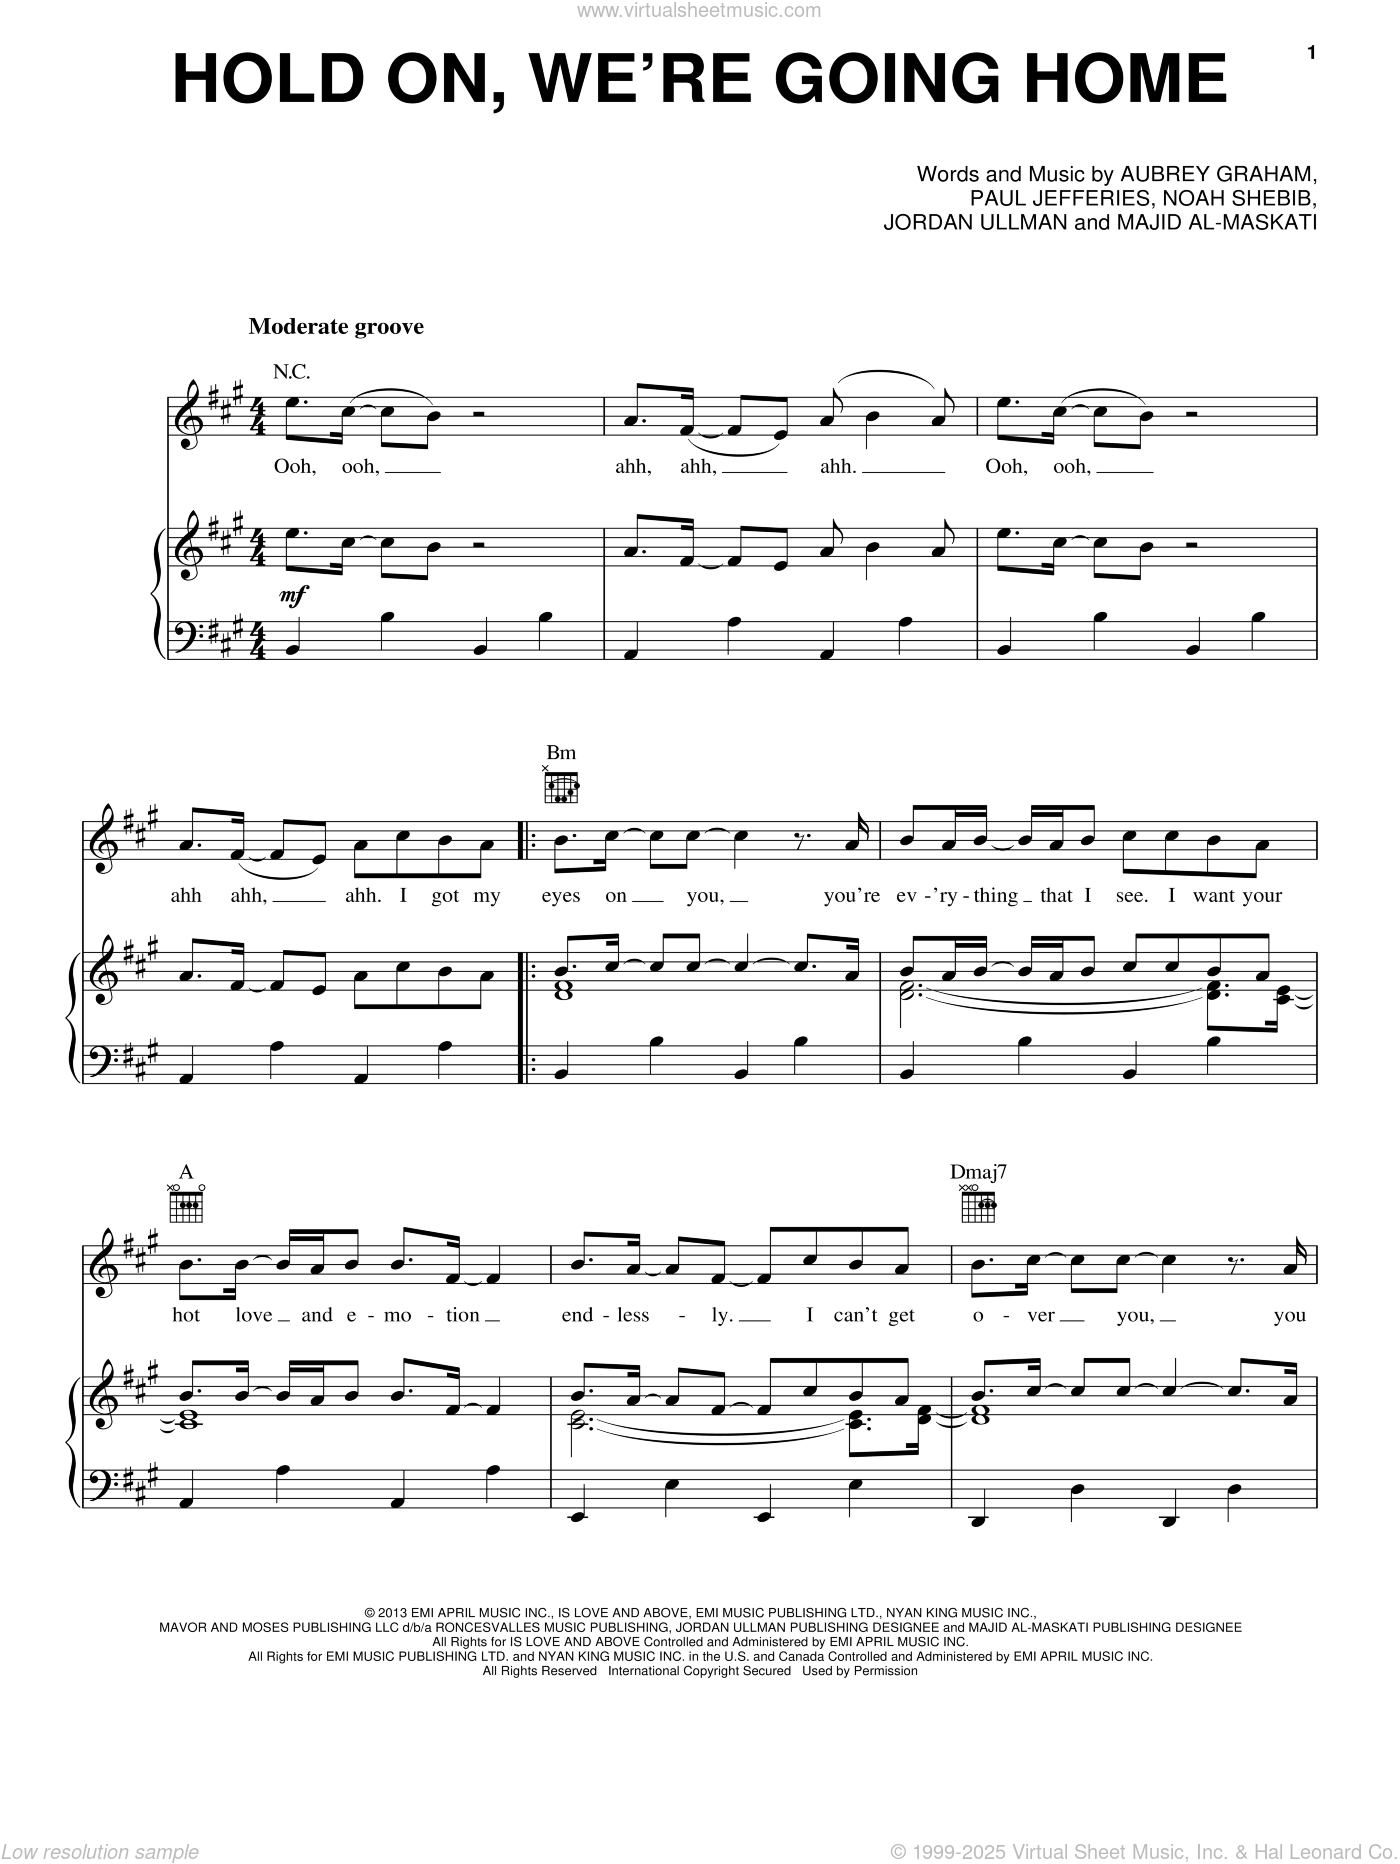 www.virtualsheetmusic.com
HOLD ON, WE'RE GOING HOME
1
Words and Music by AUBREY GRAHAM,
PAUL JEFFERIES, NOAH SHEBIB,
JORDAN ULLMAN and MAJID AL-MASKATI
Moderate groove
N.C.
Ooh, ooh, ahh, ahh, ahh. Ooh, ooh,
mf
Bm
ahh ahh, ahh. I got my eyes on you, you're ev-'ry-thing that I see. I want your
A Dmaj7
hot love and e-mo-tion end-less-ly. I can't get o-ver you, you
© 2013 EMI APRIL MUSIC INC., IS LOVE AND ABOVE, EMI MUSIC PUBLISHING LTD., NYAN KING MUSIC INC.,
MAVOR AND MOSES PUBLISHING LLC d/b/a RONCESVALLES MUSIC PUBLISHING, JORDAN ULLMAN PUBLISHING DESIGNEE and MAJID AL-MASKATI PUBLISHING DESIGNEE
All Rights for IS LOVE AND ABOVE Controlled and Administered by EMI APRIL MUSIC INC.
All Rights for EMI MUSIC PUBLISHING LTD. and NYAN KING MUSIC INC. in the U.S. and Canada Controlled and Administered by EMI APRIL MUSIC INC.
All Rights Reserved International Copyright Secured Used by Permission
Low resolution sample
© 1999-2025 Virtual Sheet Music, Inc. & Hal Leonard Co.